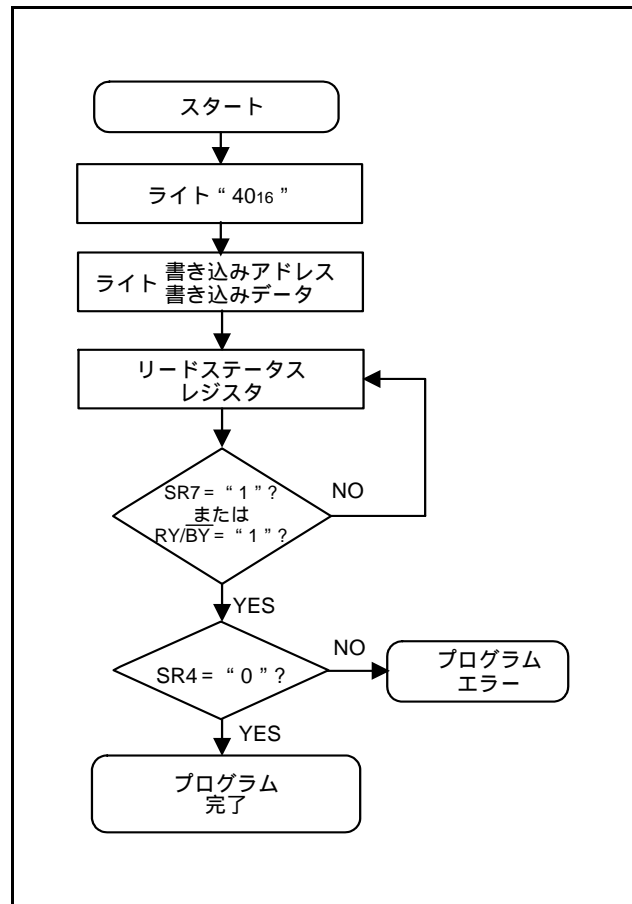 スタート
ライト “ 4016 ”
ライト 書き込みアドレス
書き込みデータ
リードステータス
レジスタ
SR7 = “ 1 ” ?
または
RY/BY = “ 1 ” ?
NO
YES
SR4 = “ 0 ” ?
NO
プログラム
エラー
YES
プログラム
完了